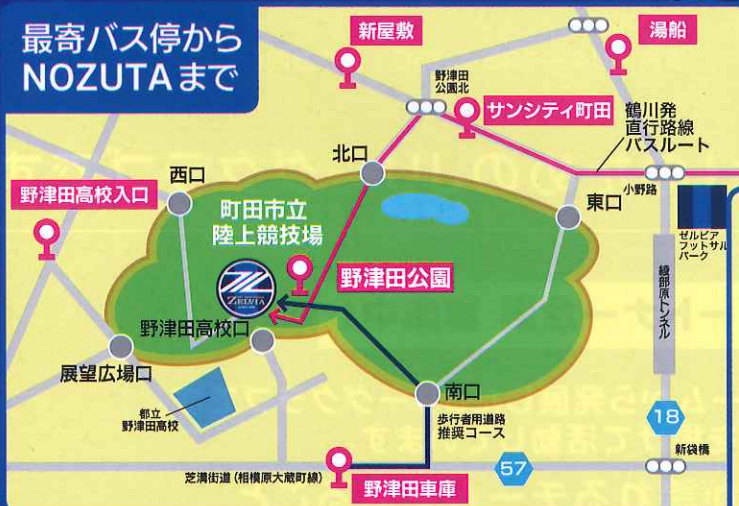 最寄バス停から
NOZUTAまで
新屋敷
湯船
野津田
公園北
サンシティ町田
鶴川発
直行路線
バスルート
北口
西口
野津田高校入口
町田市立
陸上競技場
東口
小野路
ゼルビア
フットサル
パーク
野津田公園
ZELVIA
綾部原トンネル
野津田高校口
展望広場口
都立
野津田高校
南口
歩行者用道路
推奨コース
18
新袋橋
芝溝街道(相模原大蔵町線)
57
野津田車庫